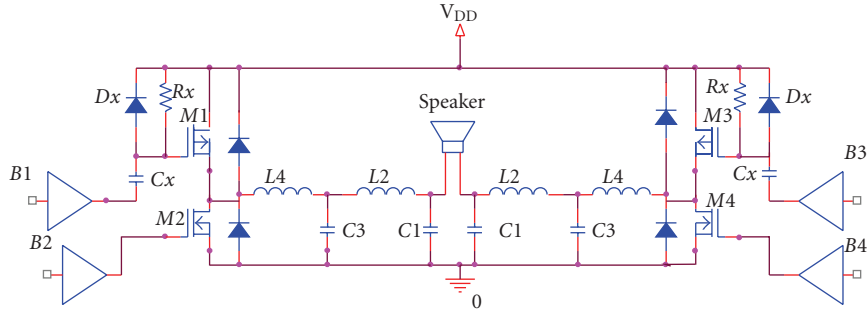 V_DD
Speaker
Dx
Rx
M1
Rx
M3
Dx
B1
Cx
L4
L2
L2
L4
Cx
B3
M2
M4
B2
C3
C1
C1
C3
B4
0